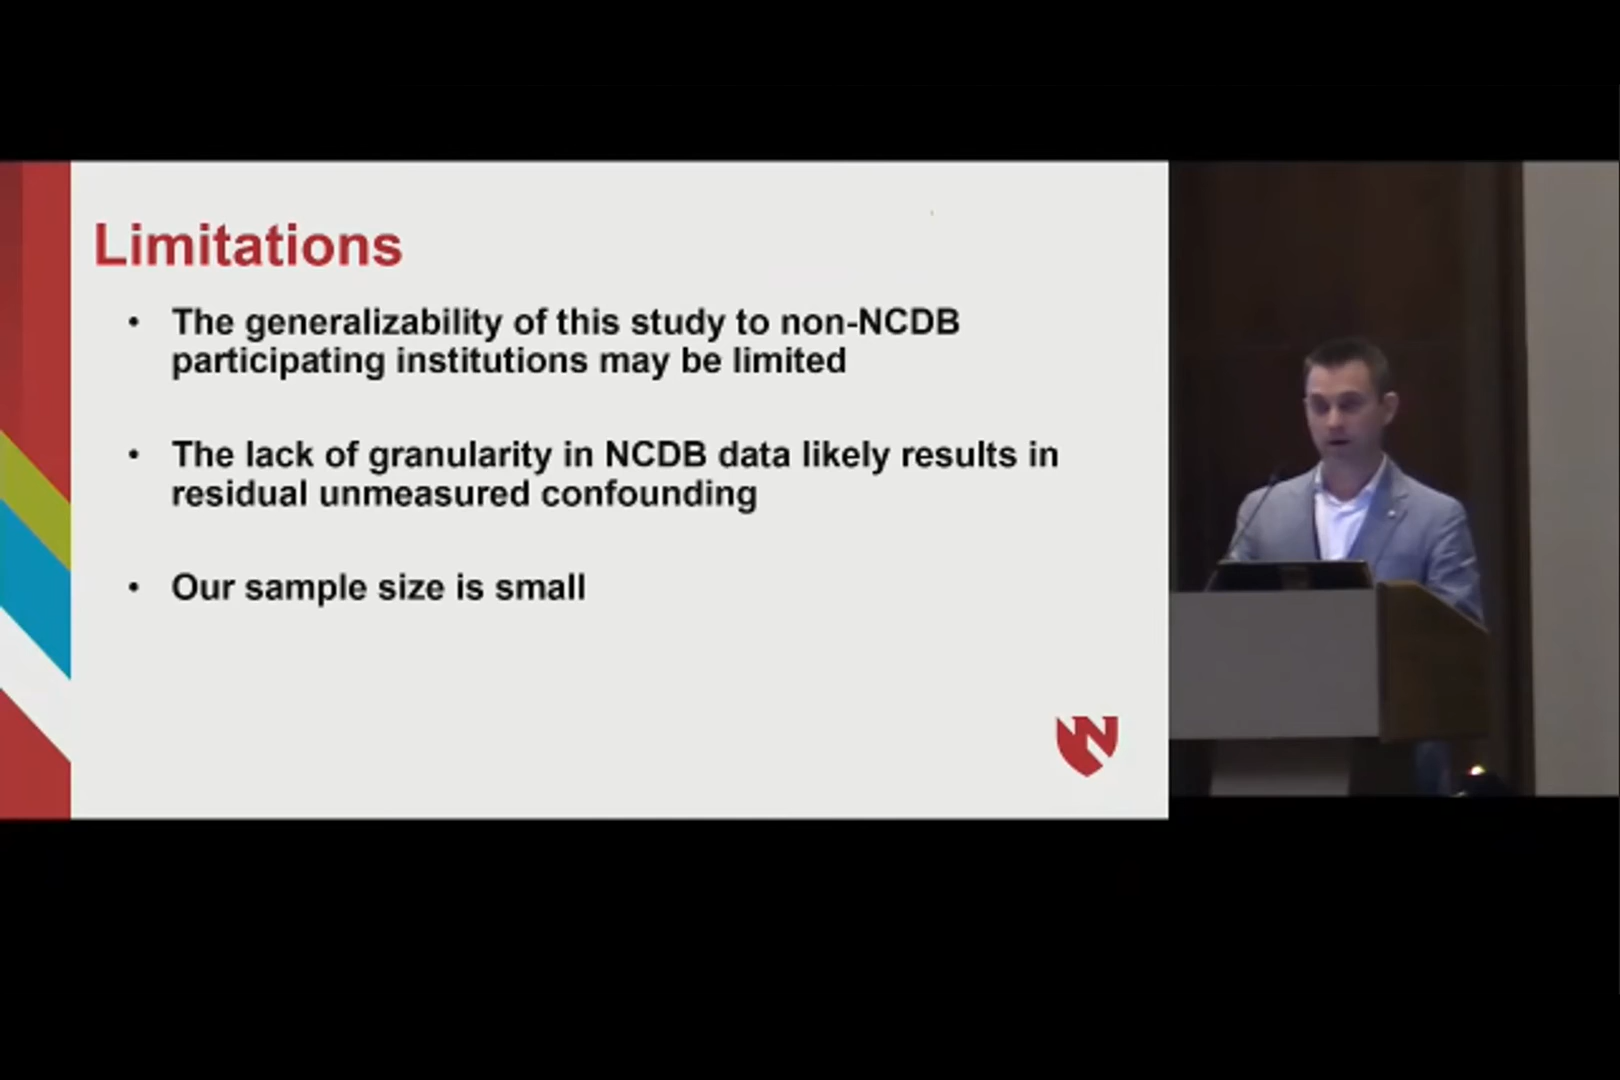 Limitations
• The generalizability of this study to non-NCDB
participating institutions may be limited
• The lack of granularity in NCDB data likely results in
residual unmeasured confounding
• Our sample size is small